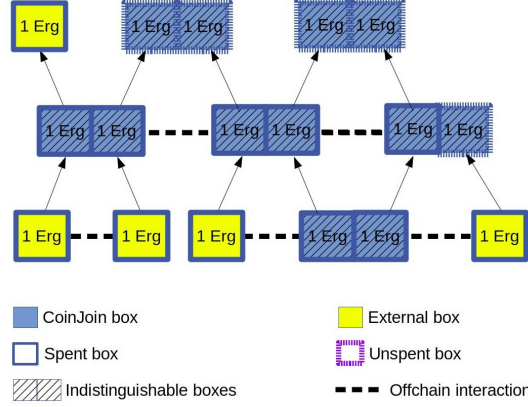 1 Erg 1 Erg 1 Erg 1 Erg 1 Erg
1 Erg 1 Erg 1 Erg 1 Erg 1 Erg 1 Erg
1 Erg 1 Erg 1 Erg 1 Erg 1 Erg 1 Erg
CoinJoin box External box
Spent box Unspent box
Indistinguishable boxes Offchain interaction